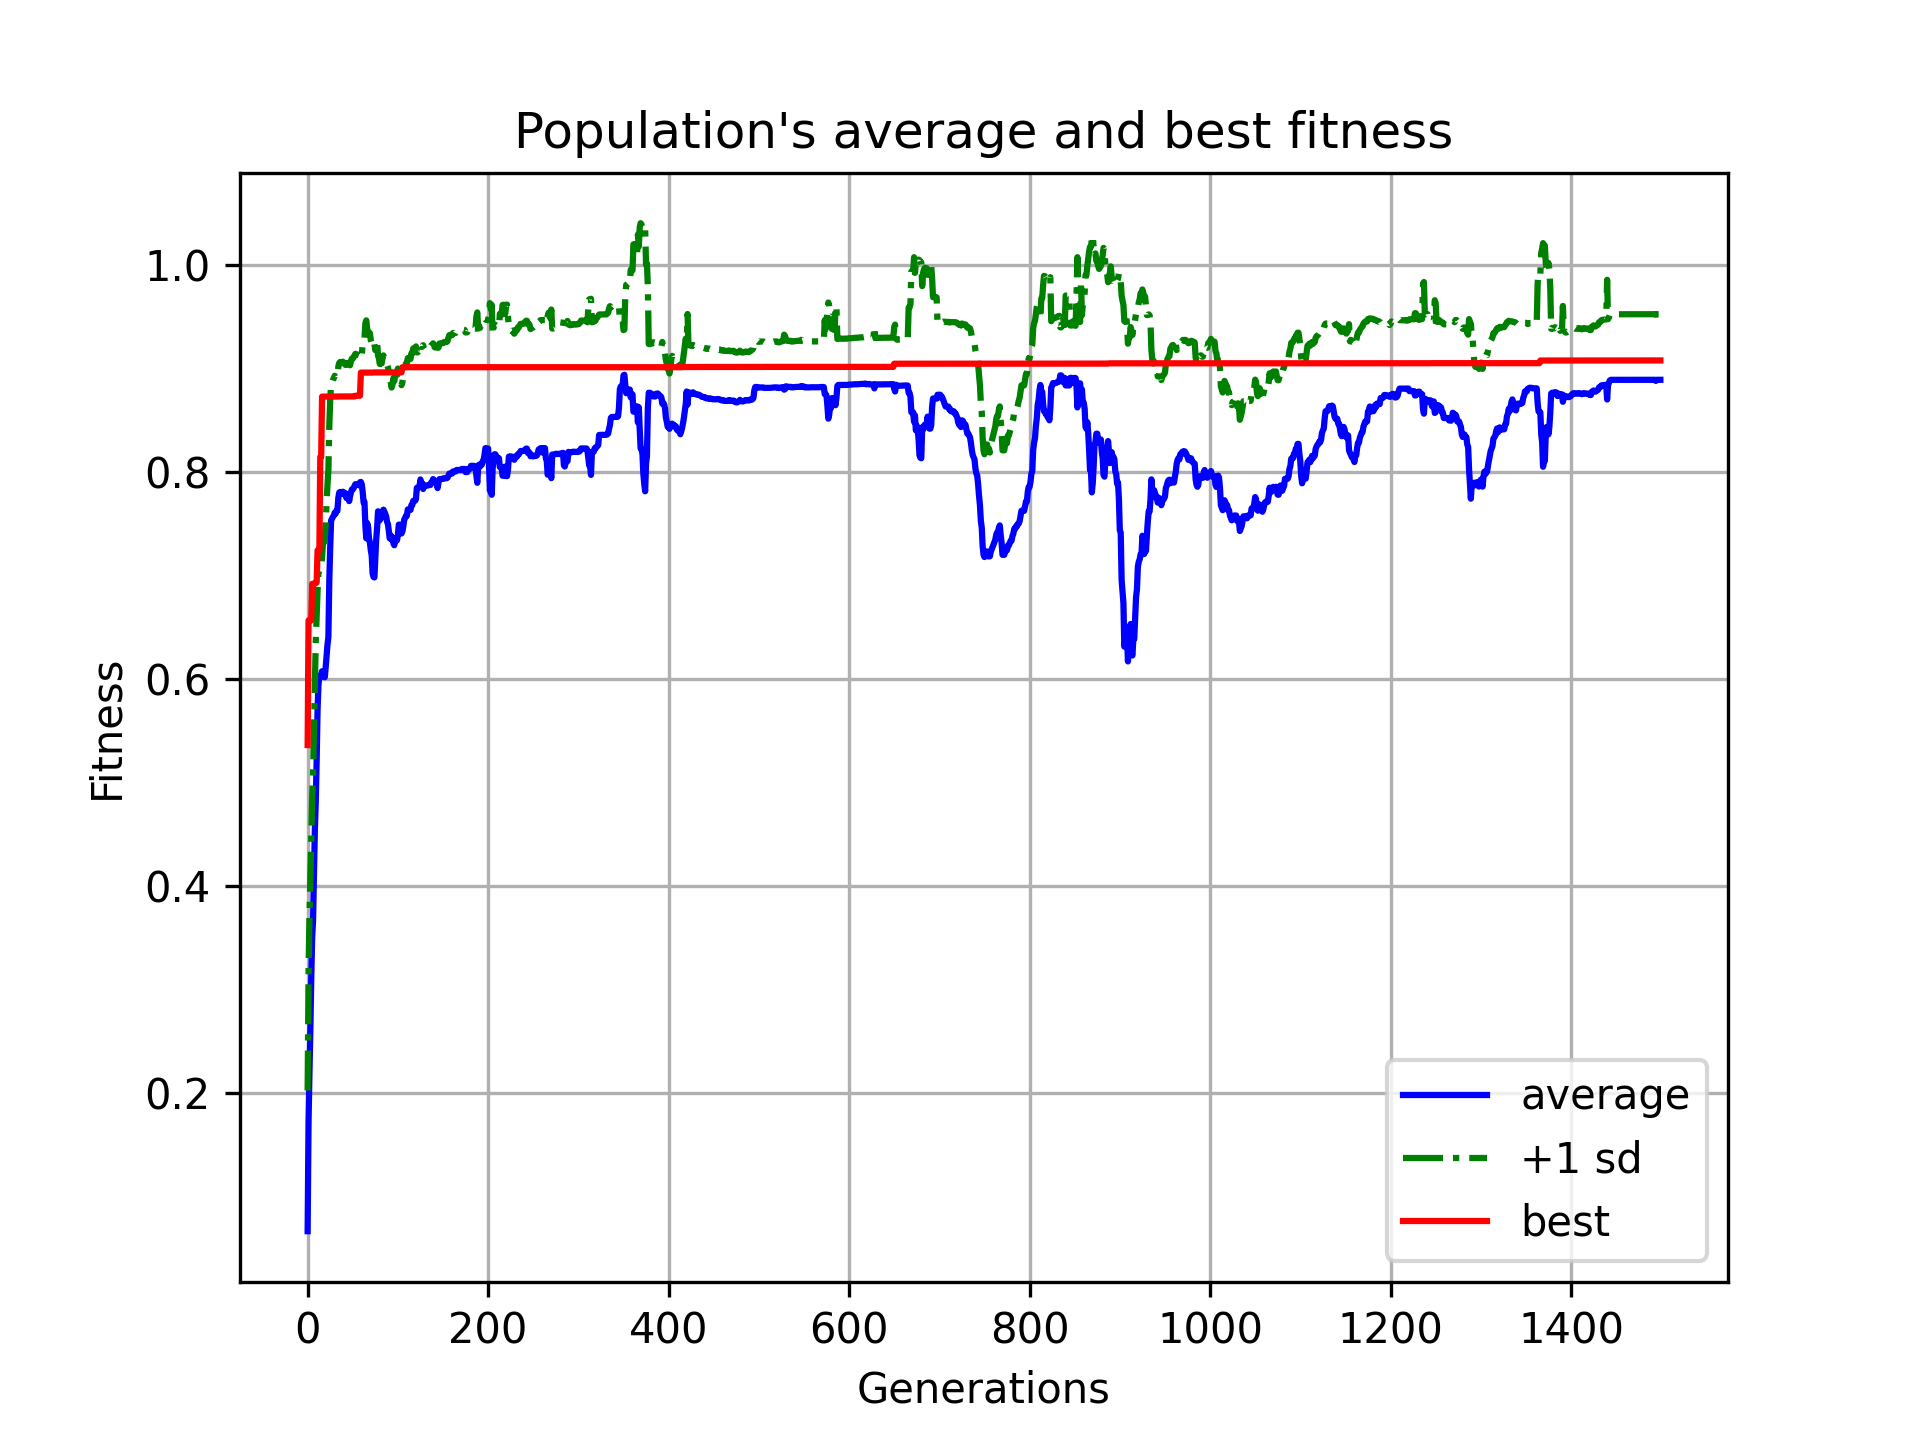 Population's average and best fitness
1.0
0.8
0.6
0.4
0.2
Fitness
0 200 400 600 800 1000 1200 1400
Generations
average
+1 sd
best